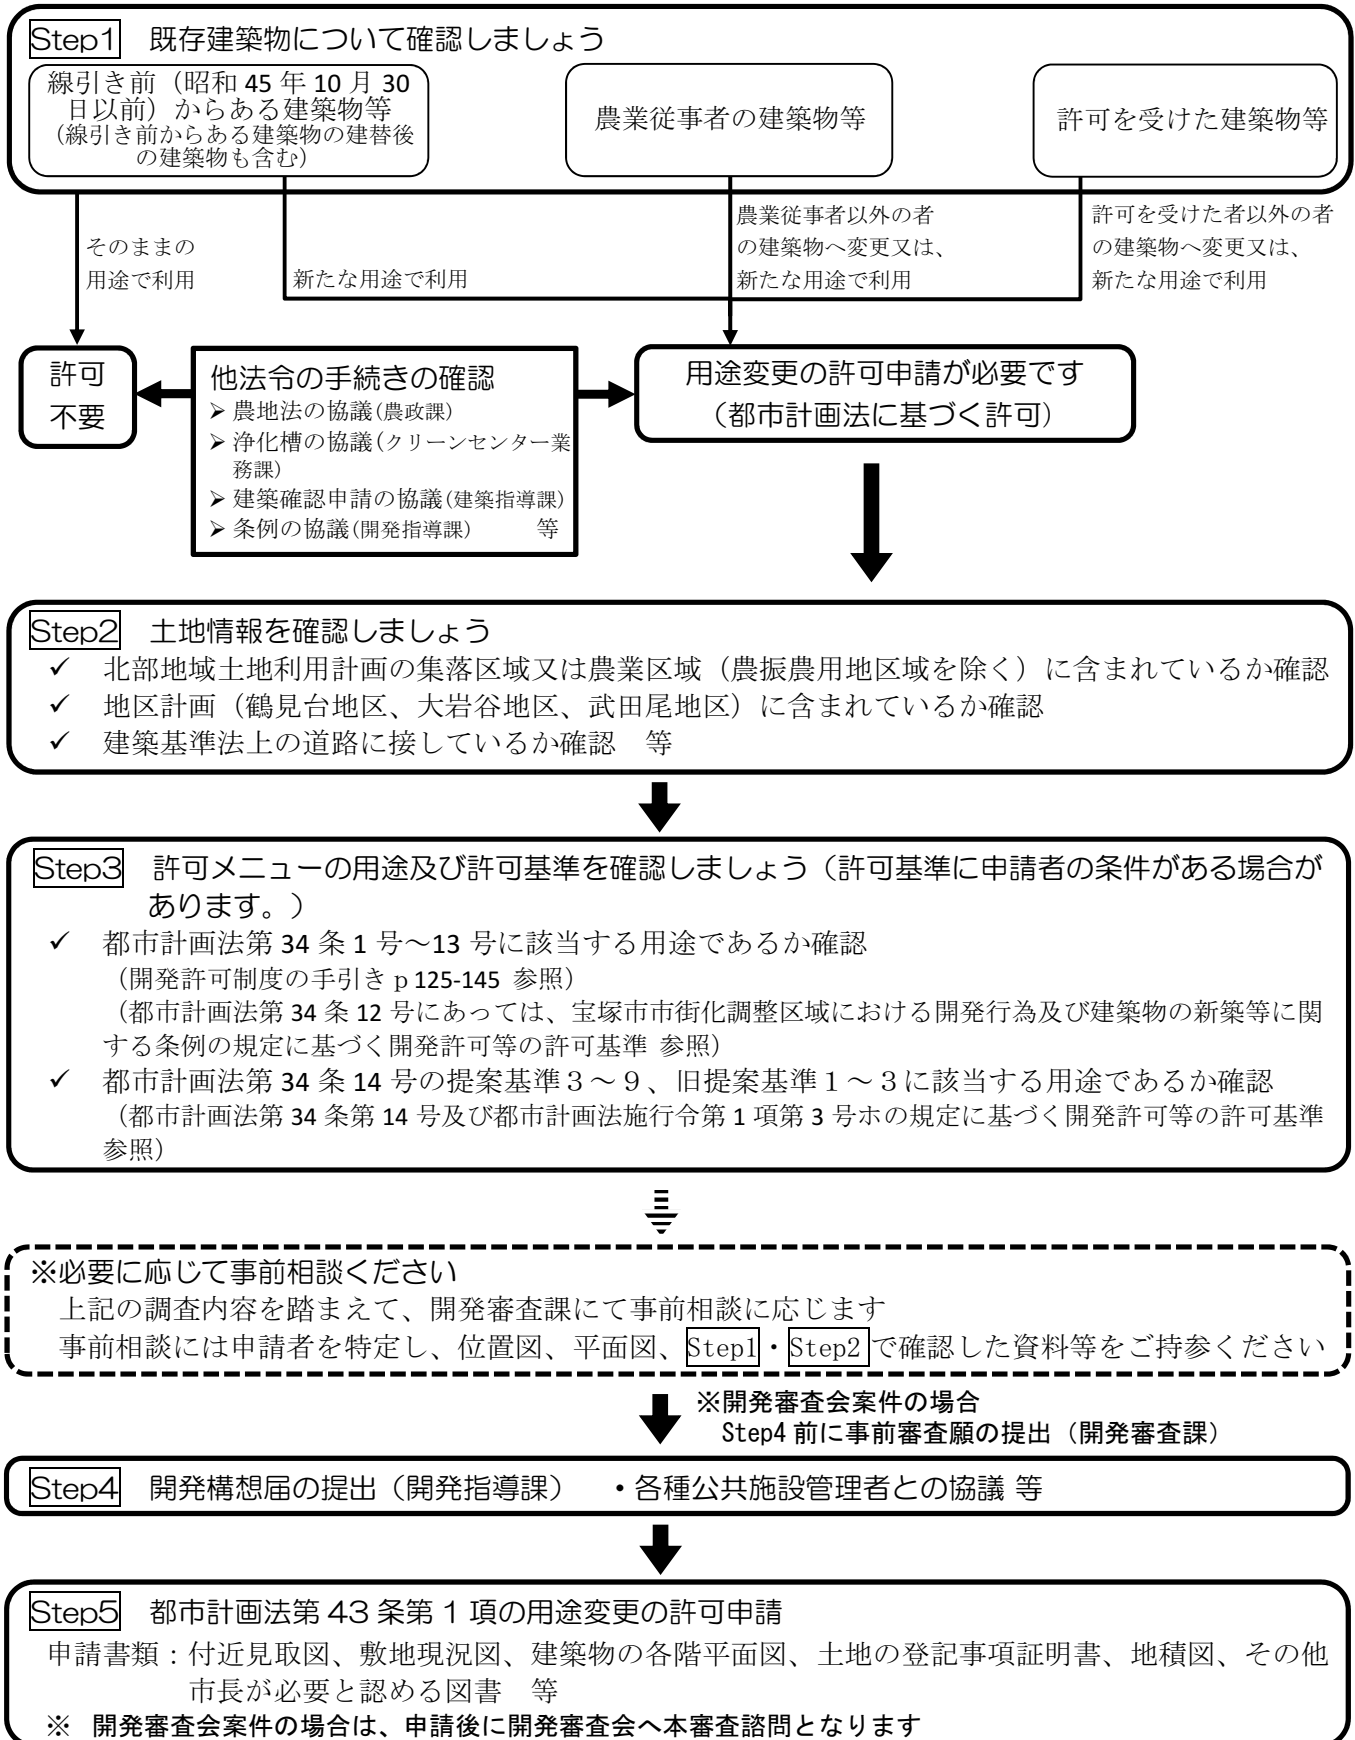 Step1　既存建築物について確認しましょう
線引き前（昭和 45 年 10 月 30
日以前）からある建築物等
（線引き前からある建築物の建替後
の建築物も含む）
農業従事者の建築物等
許可を受けた建築物等
そのままの
用途で利用
新たな用途で利用
農業従事者以外の者
の建築物へ変更又は、
新たな用途で利用
許可を受けた者以外の者
の建築物へ変更又は、
新たな用途で利用
許可
不要
他法令の手続きの確認
➢ 農地法の協議(農政課)
➢ 浄化槽の協議(クリーンセンター業
務課)
➢ 建築確認申請の協議(建築指導課)
➢ 条例の協議(開発指導課)　　等
用途変更の許可申請が必要です
（都市計画法に基づく許可）
Step2　土地情報を確認しましょう
✓ 北部地域土地利用計画の集落区域又は農業区域（農振農用地区域を除く）に含まれているか確認
✓ 地区計画（鶴見台地区、大岩谷地区、武田尾地区）に含まれているか確認
✓ 建築基準法上の道路に接しているか確認　等
Step3　許可メニューの用途及び許可基準を確認しましょう（許可基準に申請者の条件がある場合が
あります。）
✓ 都市計画法第 34 条 1 号～13 号に該当する用途であるか確認
（開発許可制度の手引きｐ125-145 参照）
（都市計画法第 34 条 12 号にあっては、宝塚市市街化調整区域における開発行為及び建築物の新築等に関
する条例の規定に基づく開発許可等の許可基準 参照）
✓ 都市計画法第 34 条 14 号の提案基準３～９、旧提案基準１～３に該当する用途であるか確認
（都市計画法第 34 条第 14 号及び都市計画法施行令第 1 項第 3 号ホの規定に基づく開発許可等の許可基準
参照）
※必要に応じて事前相談ください
上記の調査内容を踏まえて、開発審査課にて事前相談に応じます
事前相談には申請者を特定し、位置図、平面図、Step1・Step2 で確認した資料等をご持参ください
※開発審査会案件の場合
Step4 前に事前審査願の提出（開発審査課）
Step4　開発構想届の提出（開発指導課）　・各種公共施設管理者との協議 等
Step5　都市計画法第 43 条第 1 項の用途変更の許可申請
申請書類：付近見取図、敷地現況図、建築物の各階平面図、土地の登記事項証明書、地積図、その他
市長が必要と認める図書　等
※　開発審査会案件の場合は、申請後に開発審査会へ本審査諮問となります